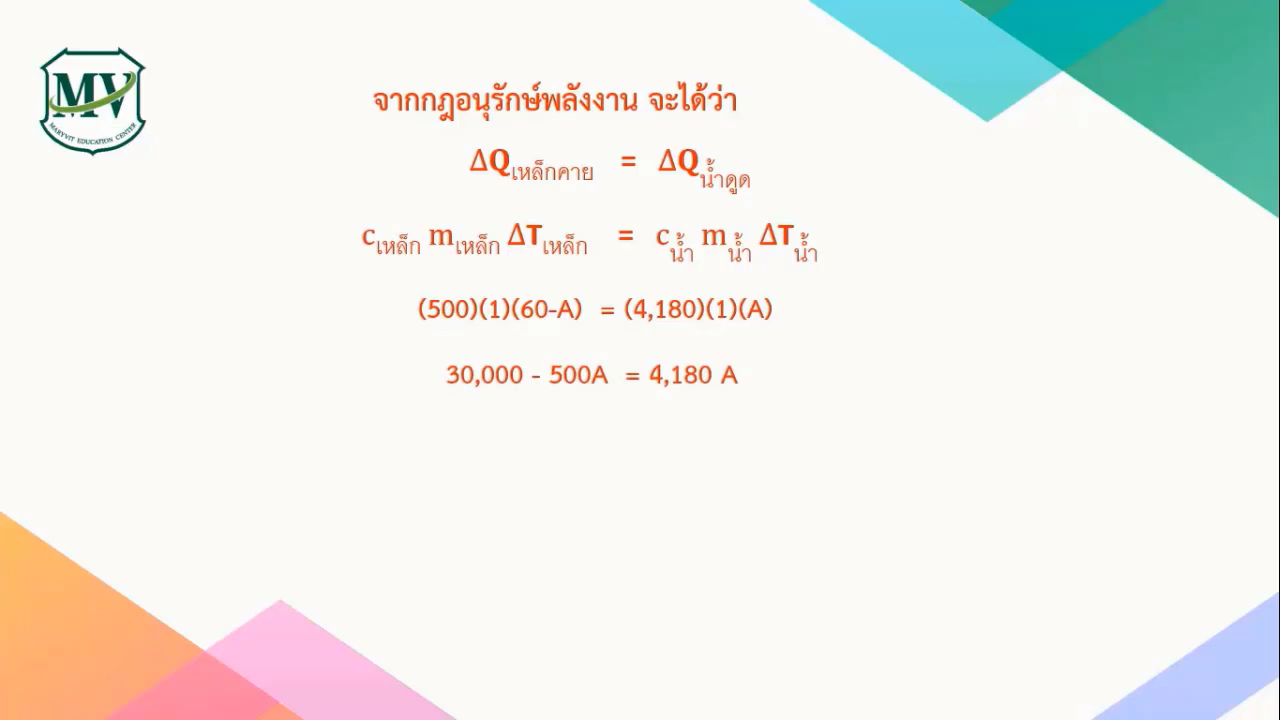 MV
MARYVIT EDUCATION CENTER
จากกฎอนุรักษ์พลังงาน จะได้ว่า
ΔQเหล็กคาย = ΔQน้ำดูด
cเหล็ก mเหล็ก ΔTเหล็ก = cน้ำ mน้ำ ΔTน้ำ
(500)(1)(60-A) = (4,180)(1)(A)
30,000 - 500A = 4,180 A